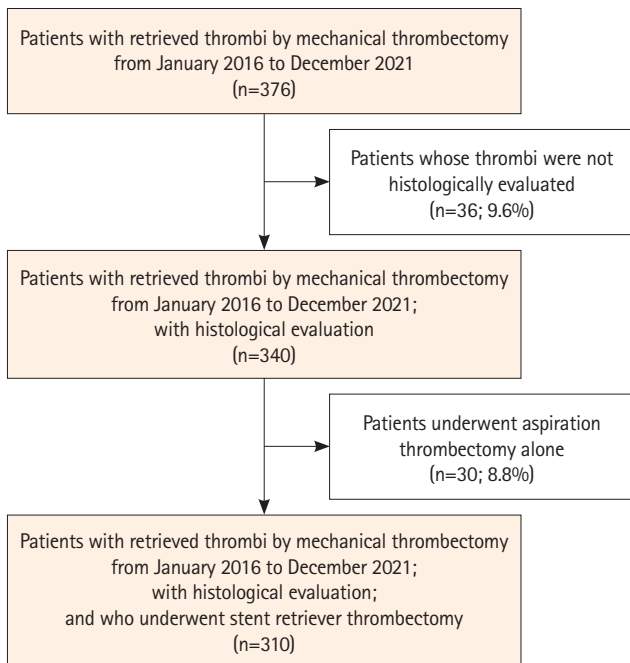 Patients with retrieved thrombi by mechanical thrombectomy
from January 2016 to December 2021
(n=376)
Patients whose thrombi were not
histologically evaluated
(n=36; 9.6%)
Patients with retrieved thrombi by mechanical thrombectomy
from January 2016 to December 2021;
with histological evaluation
(n=340)
Patients underwent aspiration
thrombectomy alone
(n=30; 8.8%)
Patients with retrieved thrombi by mechanical thrombectomy
from January 2016 to December 2021;
with histological evaluation;
and who underwent stent retriever thrombectomy
(n=310)